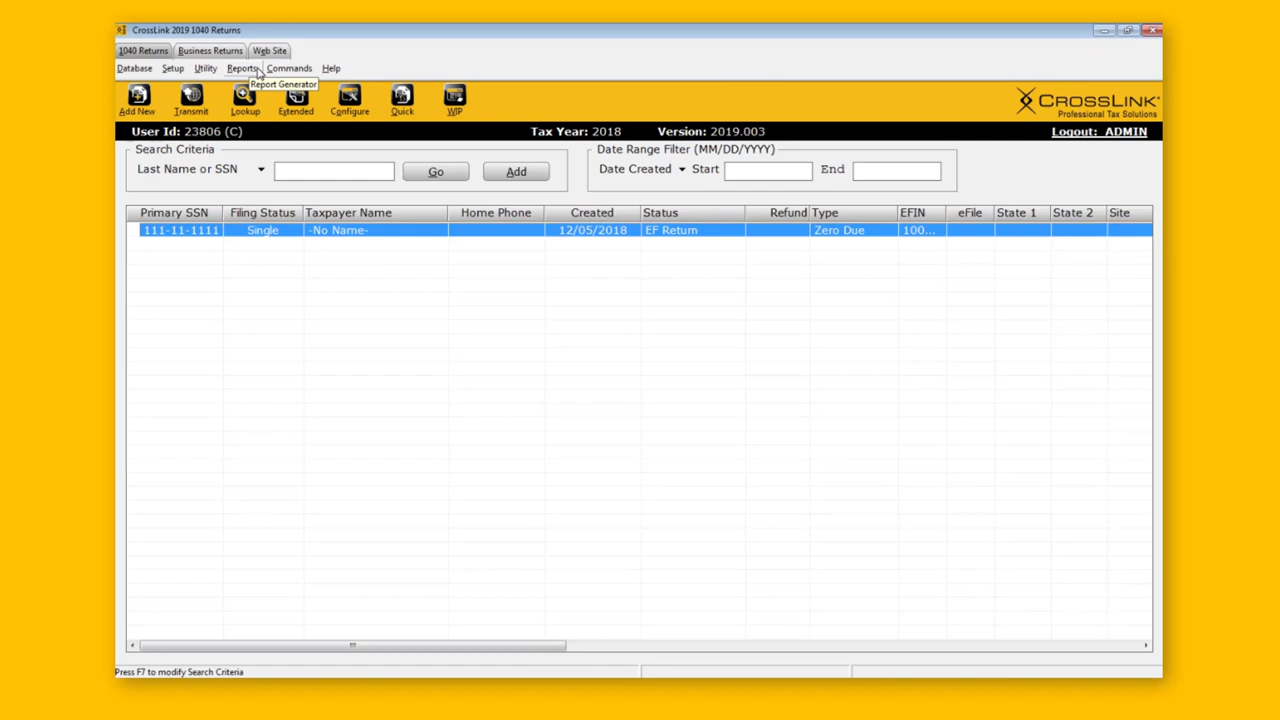 CrossLink 2019 1040 Returns
1040 Returns Business Returns Web Site
Database Setup Utility Reports Commands Help
Report Generator
Add New Transmit Lookup Extended Configure Quick WIP
CROSSLINK
Professional Tax Solutions
User Id: 23806 (C) Tax Year: 2018 Version: 2019.003 Logout: ADMIN
Search Criteria Date Range Filter (MM/DD/YYYY)
Last Name or SSN Go Add Date Created Start End
Primary SSN Filing Status Taxpayer Name Home Phone Created Status Refund Type EFIN eFile State 1 State 2 Site
111-11-1111 Single -No Name- 12/05/2018 EF Return Zero Due 100...
Press F7 to modify Search Criteria